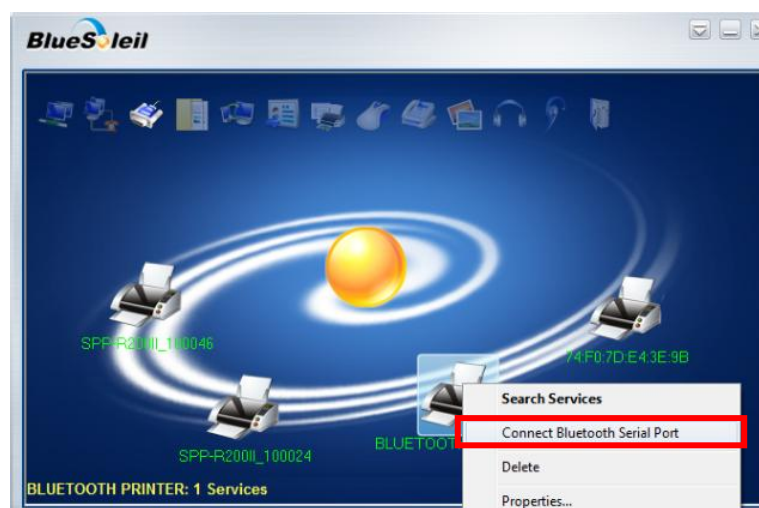 BlueSoleil
SPP-R200II_100046
74:F0:7D:E4:3E:9B
Search Services
Connect Bluetooth Serial Port
BLUETOOT
SPP-R200II_100024
Delete
BLUETOOTH PRINTER: 1 Services
Properties...